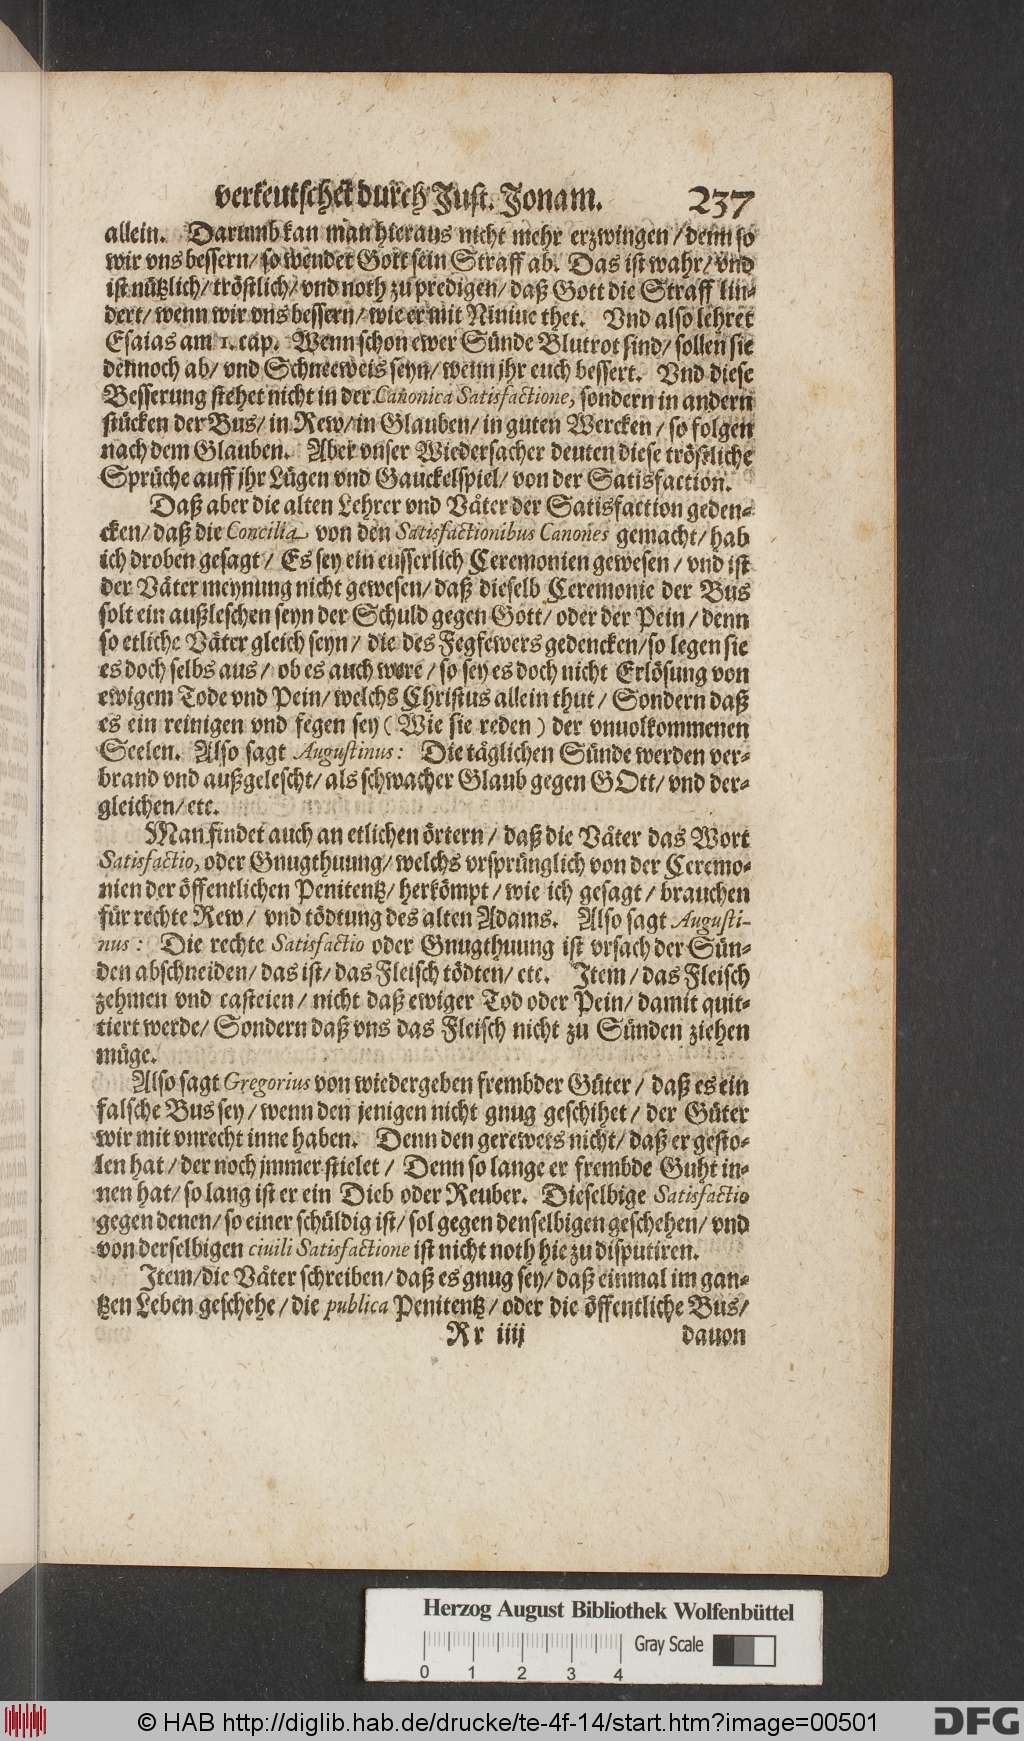 verteutschet durch Just. Jonam. 237
allein. Darumb kan man hieraus nicht mehr erzwingen / denn so
wir vns bessern / so wendet Gott sein Straff ab. Das ist wahr / vnd
ist nützlich / tröstlich / vnd noth zu predigen / daß Gott die Straff lin-
dert / wenn wir vns bessern / wie er mit Niniue thet. Vnd also lehret
Esaias am 1. cap. Wenn schon ewer Sünde Blutrot sind / sollen sie
dennoch ab / vnd Schneeweis seyn / wenn jhr euch bessert. Vnd diese
Besserung stehet nicht in der Canonica Satisfactione, sondern in andern
stücken der Bus / in Rew / in Glauben / in guten Wercken / so folgen
nach dem Glauben. Aber vnser Wiedersacher deuten diese tröstliche
Sprüche auff jhr Lügen vnd Gauckelspiel / von der Satisfaction.
Daß aber die alten Lehrer vnd Väter der Satisfaction geden-
cken / daß die Concilia von den Satisfactionibus Canones gemacht / hab
ich droben gesagt / Es sey ein eusserlich Ceremonien gewesen / vnd ist
der Väter meynung nicht gewesen / daß dieselb Ceremonie der Bus
solt ein außleschen seyn der Schuld gegen Gott / oder der Pein / denn
so etliche Väter gleich seyn / die des Fegfewers gedencken / so legen sie
es doch selbs aus / ob es auch were / so sey es doch nicht Erlösung von
ewigem Tode vnd Pein / welchs Christus allein thut / Sondern daß
es ein reinigen vnd fegen sey ( Wie sie reden ) der vnuolkommenen
Seelen. Also sagt Augustinus: Die täglichen Sünde werden ver-
brand vnd außgelescht / als schwacher Glaub gegen GOtt / vnd der-
gleichen / etc.
Man findet auch an etlichen örtern / daß die Väter das Wort
Satisfactio, oder Gnugthuung / welchs vrsprünglich von der Ceremo-
nien der öffentlichen Penitentz / herkömpt / wie ich gesagt / brauchen
für rechte Rew / vnd tödtung des alten Adams. Also sagt Augusti-
nus: Die rechte Satisfactio oder Gnugthuung ist vrsach der Sün-
den abschneiden / das ist / das Fleisch tödten / etc. Item / das Fleisch
zehmen vnd casteien / nicht daß ewiger Tod oder Pein / damit quit-
tiert werde / Sondern daß vns das Fleisch nicht zu Sünden ziehen
müge.
Also sagt Gregorius von wiedergeben frembder Güter / daß es ein
falsche Bus sey / wenn den jenigen nicht gnug geschihet / der Güter
wir mit vnrecht inne haben. Denn den gerewets nicht / daß er gesto-
len hat / der noch jmmer stielet / Denn so lange er frembde Guht in-
nen hat / so lang ist er ein Dieb oder Reuber. Dieselbige Satisfactio
gegen denen / so einer schüldig ist / sol gegen denselbigen geschehen / vnd
von derselbigen ciuili Satisfactione ist nicht noth hie zu disputiren.
Item / die Väter schreiben / daß es gnug sey / daß einmal im gan-
tzen Leben geschehe / die publica Penitentz / oder die öffentliche Bus /
Rr iiij dauon
Herzog August Bibliothek Wolfenbüttel
Gray Scale
0 1 2 3 4
© HAB http://diglib.hab.de/drucke/te-4f-14/start.htm?image=00501 DFG